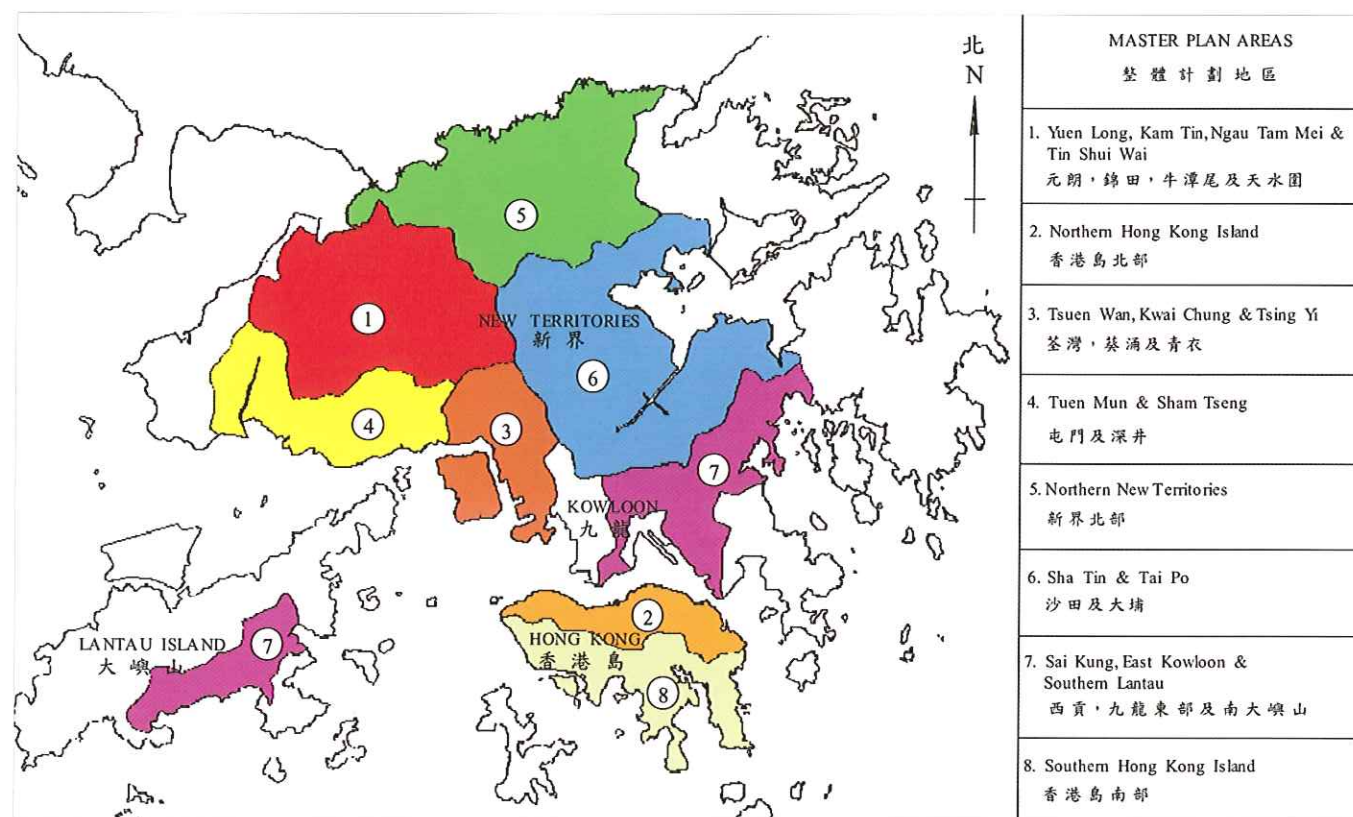 北
N
5
1
NEW TERRITORIES
新界
6
4
3
7
KOWLOON
九龍
2
HONG KONG
香港島
8
7
LANTAU ISLAND
大嶼山
MASTER PLAN AREAS
整體計劃地區
1. Yuen Long, Kam Tin, Ngau Tam Mei &
Tin Shui Wai
元朗，錦田，牛潭尾及天水圍
2. Northern Hong Kong Island
香港島北部
3. Tsuen Wan, Kwai Chung & Tsing Yi
荃灣，葵涌及青衣
4. Tuen Mun & Sham Tseng
屯門及深井
5. Northern New Territories
新界北部
6. Sha Tin & Tai Po
沙田及大埔
7. Sai Kung, East Kowloon &
Southern Lantau
西貢，九龍東部及南大嶼山
8. Southern Hong Kong Island
香港島南部